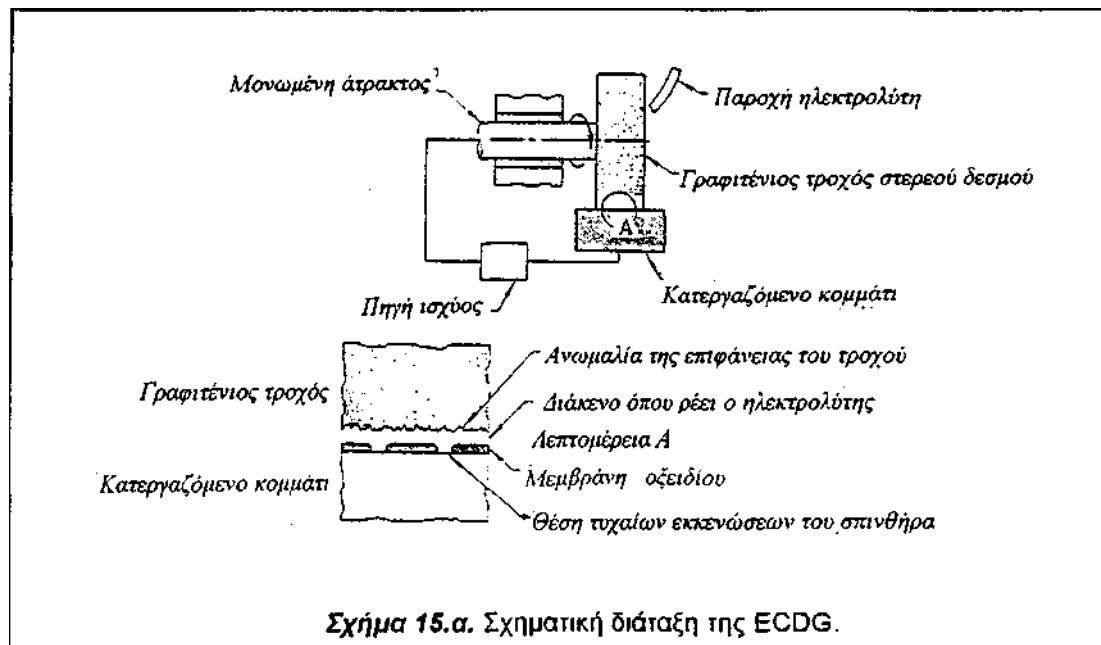 Μονωμένη άτρακτος
Παροχή ηλεκτρολύτη
Γραφιτένιος τροχός στερεού δεσμού
A
Κατεργαζόμενο κομμάτι
Πηγή ισχύος
Ανωμαλία της επιφάνειας του τροχού
Γραφιτένιος τροχός
Διάκενο όπου ρέει ο ηλεκτρολύτης
Λεπτομέρεια Α
Μεμβράνη οξειδίου
Κατεργαζόμενο κομμάτι
Θέση τυχαίων εκκενώσεων του σπινθήρα
Σχήμα 15.α. Σχηματική διάταξη της ECDG.